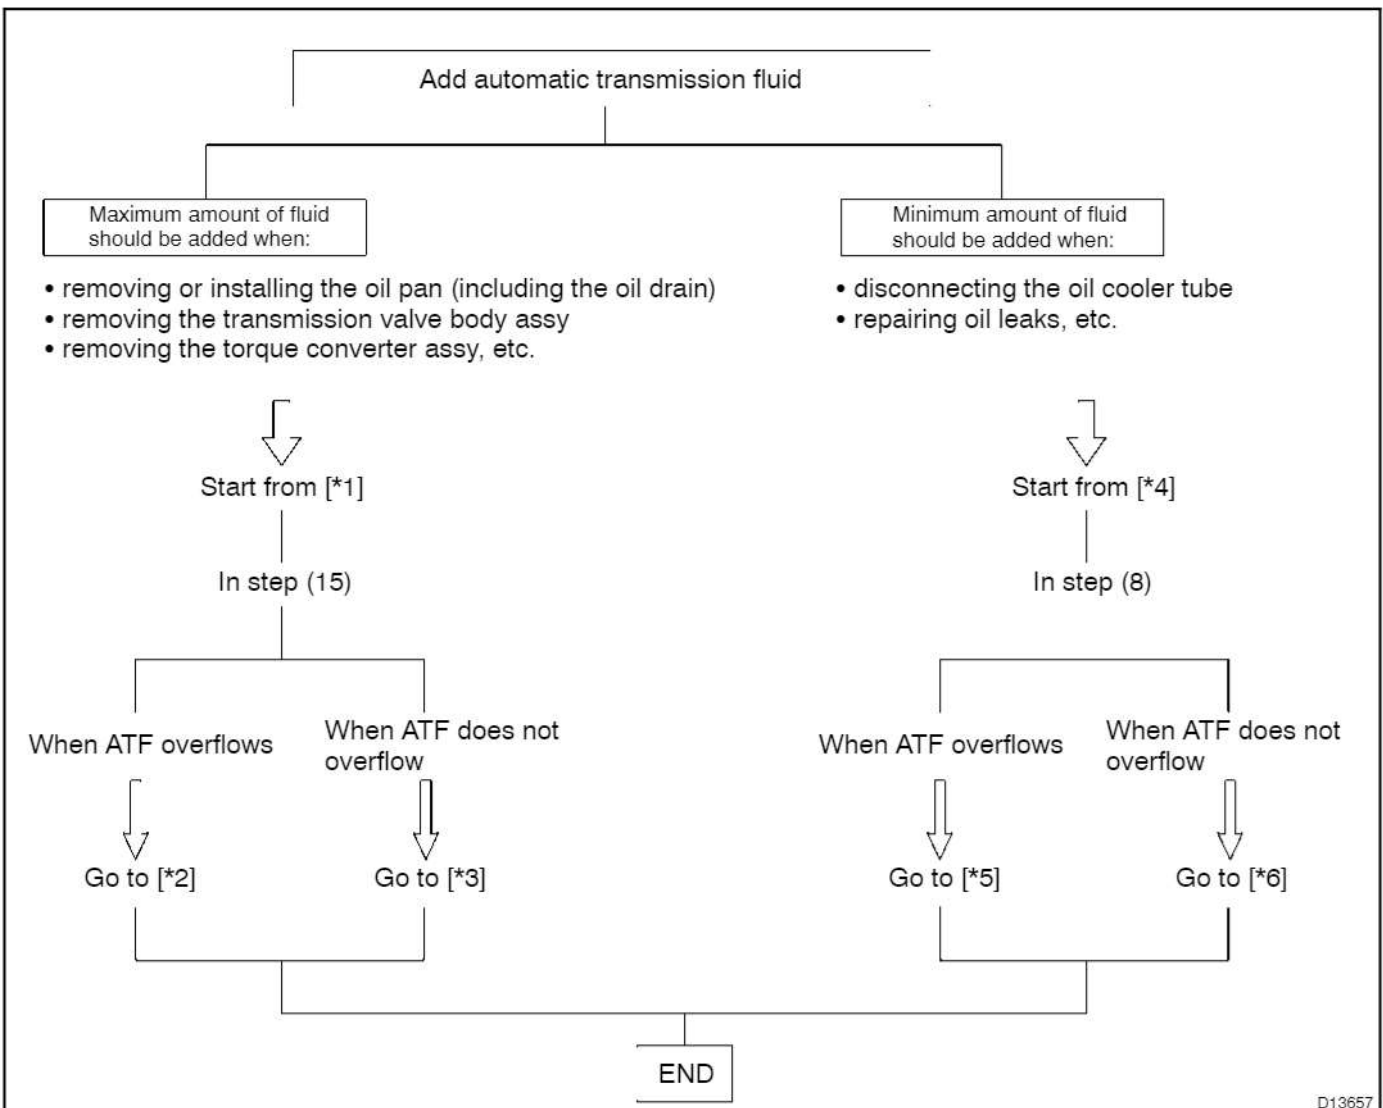 Add automatic transmission fluid
Maximum amount of fluid
should be added when:
• removing or installing the oil pan (including the oil drain)
• removing the transmission valve body assy
• removing the torque converter assy, etc.
Start from [*1]
In step (15)
When ATF overflows
When ATF does not
overflow
Go to [*2]
Go to [*3]
Minimum amount of fluid
should be added when:
• disconnecting the oil cooler tube
• repairing oil leaks, etc.
Start from [*4]
In step (8)
When ATF overflows
When ATF does not
overflow
Go to [*5]
Go to [*6]
END
D13657